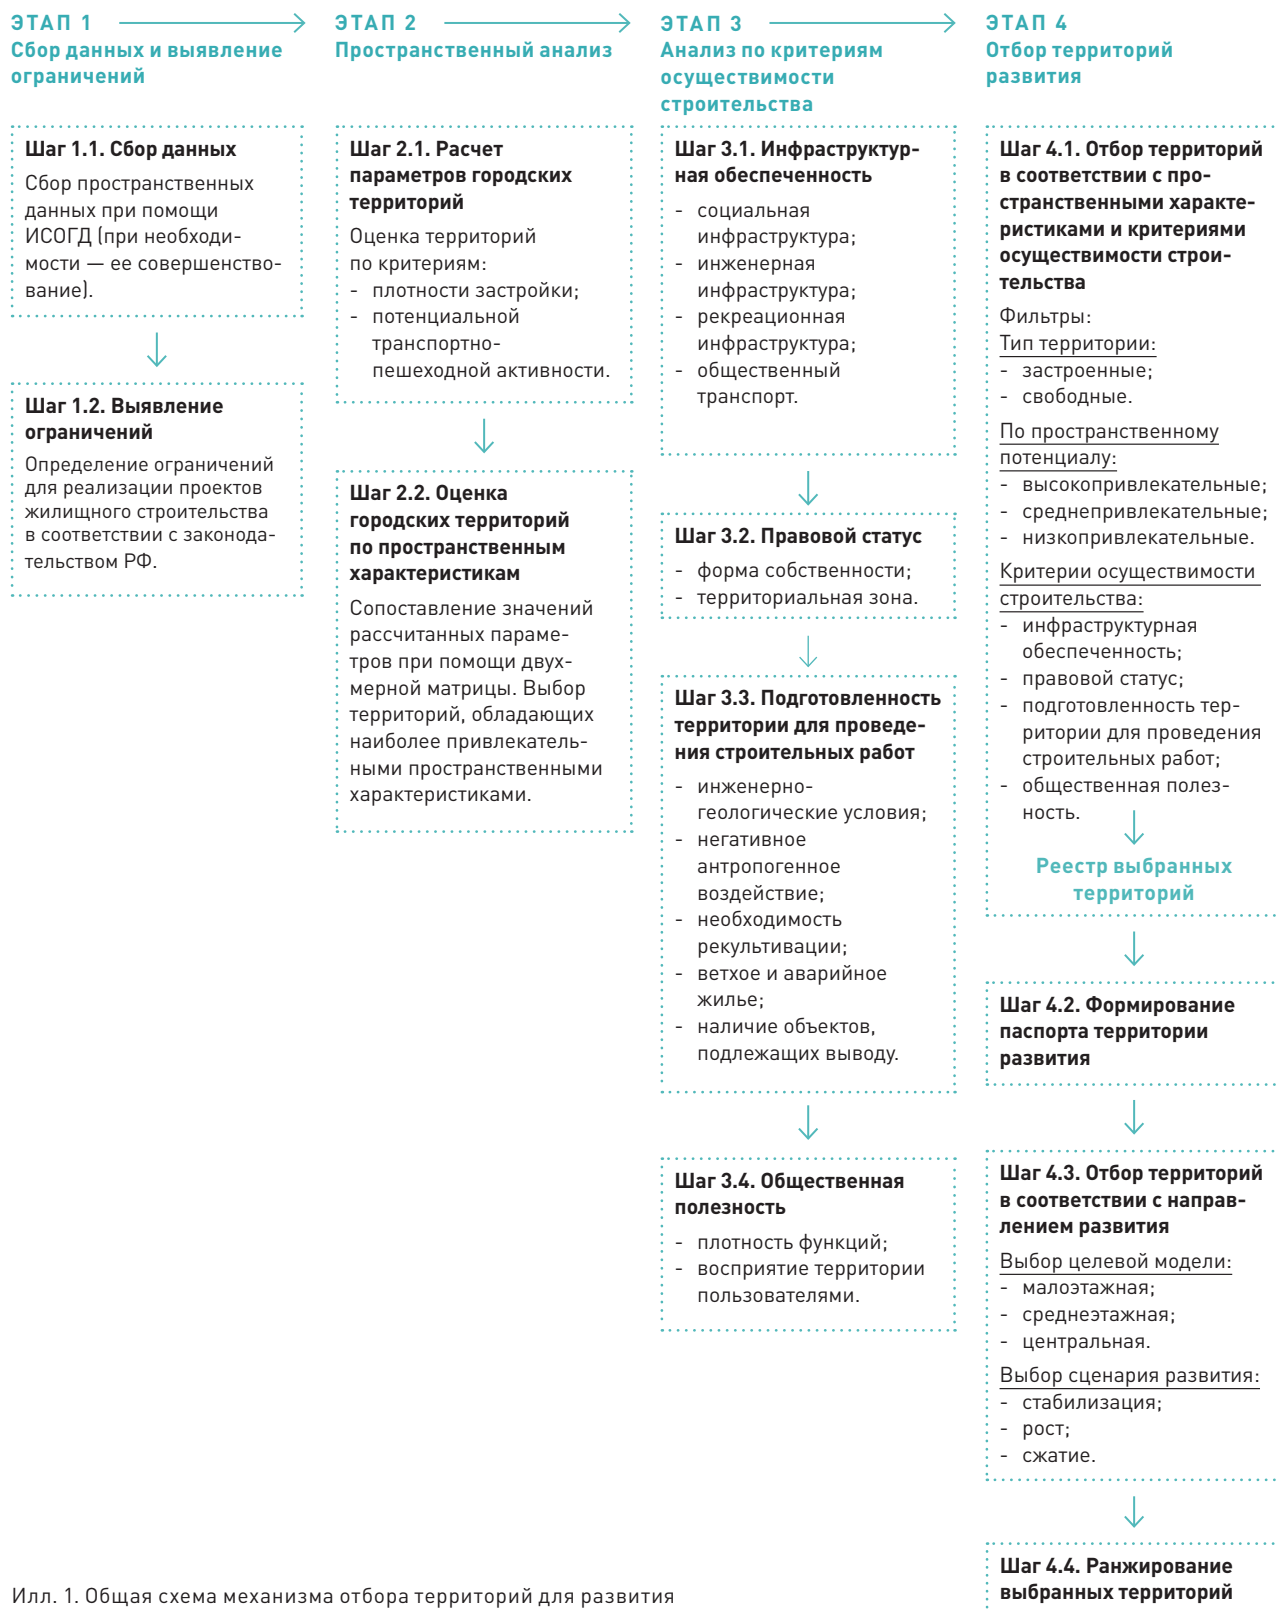 ЭТАП 1
Сбор данных и выявление
ограничений
Шаг 1.1. Сбор данных
Сбор пространственных
данных при помощи
ИСОГД (при необходи-
мости — ее совершенство-
вание).
Шаг 1.2. Выявление
ограничений
Определение ограничений
для реализации проектов
жилищного строительства
в соответствии с законода-
тельством РФ.
ЭТАП 2
Пространственный анализ
Шаг 2.1. Расчет
параметров городских
территорий
Оценка территорий
по критериям:
- плотности застройки;
- потенциальной
транспортно-
пешеходной активности.
Шаг 2.2. Оценка
городских территорий
по пространственным
характеристикам
Сопоставление значений
рассчитанных параме-
тров при помощи двух-
мерной матрицы. Выбор
территорий, обладающих
наиболее привлекатель-
ными пространственными
характеристиками.
ЭТАП 3
Анализ по критериям
осуществимости
строительства
Шаг 3.1. Инфраструктур-
ная обеспеченность
- социальная
инфраструктура;
- инженерная
инфраструктура;
- рекреационная
инфраструктура;
- общественный
транспорт.
Шаг 3.2. Правовой статус
- форма собственности;
- территориальная зона.
Шаг 3.3. Подготовленность
территории для проведе-
ния строительных работ
- инженерно-
геологические условия;
- негативное
антропогенное
воздействие;
- необходимость
рекультивации;
- ветхое и аварийное
жилье;
- наличие объектов,
подлежащих выводу.
Шаг 3.4. Общественная
полезность
- плотность функций;
- восприятие территории
пользователями.
ЭТАП 4
Отбор территорий
развития
Шаг 4.1. Отбор территорий
в соответствии с про-
странственными характе-
ристиками и критериями
осуществимости строи-
тельства
Фильтры:
Тип территории:
- застроенные;
- свободные.
По пространственному
потенциалу:
- высокопривлекательные;
- среднепривлекательные;
- низкопривлекательные.
Критерии осуществимости
строительства:
- инфраструктурная
обеспеченность;
- правовой статус;
- подготовленность тер-
ритории для проведения
строительных работ;
- общественная полез-
ность.
Реестр выбранных
территорий
Шаг 4.2. Формирование
паспорта территории
развития
Шаг 4.3. Отбор территорий
в соответствии с направ-
лением развития
Выбор целевой модели:
- малоэтажная;
- среднеэтажная;
- центральная.
Выбор сценария развития:
- стабилизация;
- рост;
- сжатие.
Шаг 4.4. Ранжирование
выбранных территорий
Илл. 1. Общая схема механизма отбора территорий для развития